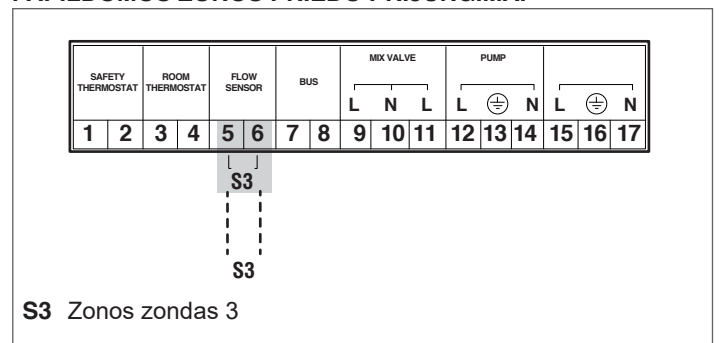 SAFETY THERMOSTAT ROOM THERMOSTAT FLOW SENSOR BUS MIX VALVE PUMP
L N L L N L N
1 2 3 4 5 6 7 8 9 10 11 12 13 14 15 16 17
S3
S3
S3 Zonos zondas 3